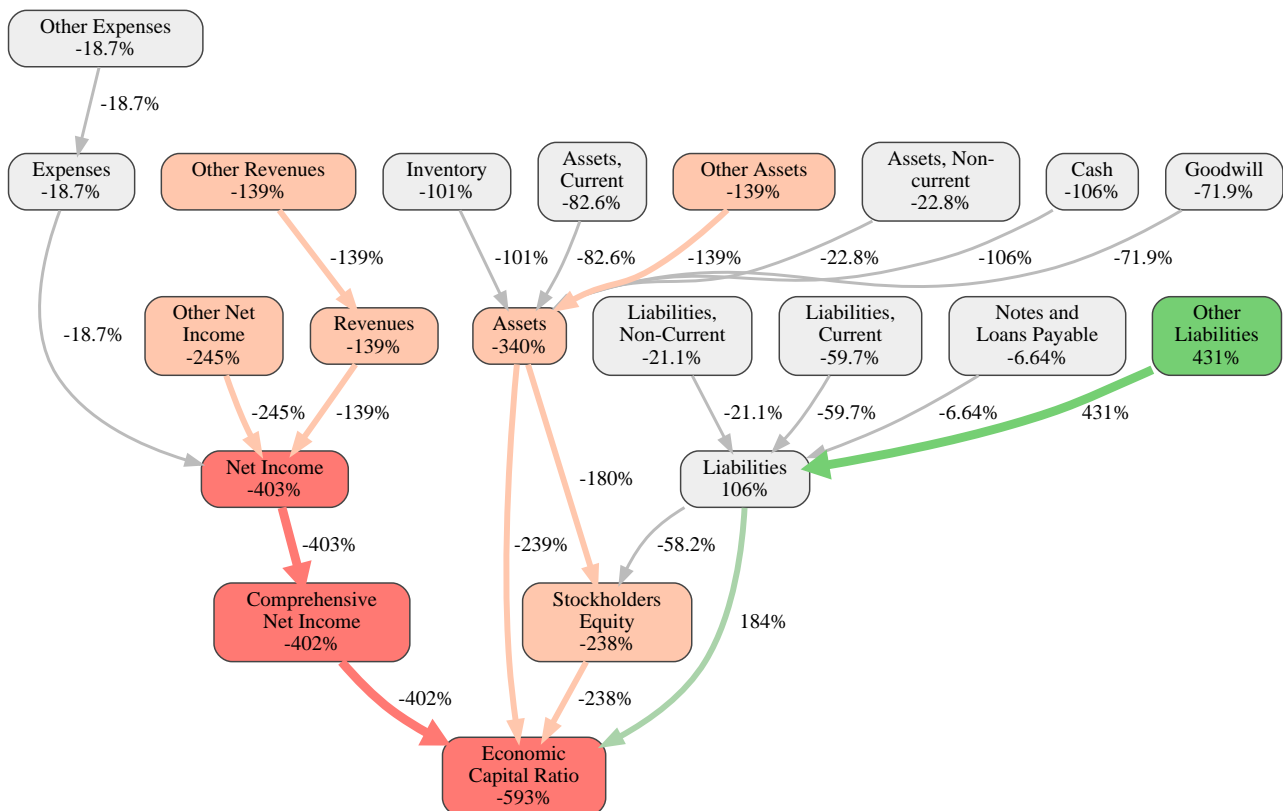 Other Expenses
-18.7%
-18.7%
Expenses
-18.7%
Other Revenues
-139%
Inventory
-101%
Assets,
Current
-82.6%
Other Assets
-139%
Assets, Non-
current
-22.8%
Cash
-106%
Goodwill
-71.9%
-139%
-101%
-82.6%
-139%
-22.8%
-106%
-71.9%
-18.7%
Other Net
Income
-245%
Revenues
-139%
Assets
-340%
Liabilities,
Non-Current
-21.1%
Liabilities,
Current
-59.7%
Notes and
Loans Payable
-6.64%
Other
Liabilities
431%
-245%
-139%
-21.1%
-59.7%
-6.64%
431%
Net Income
-403%
-180%
Liabilities
106%
-403%
-239%
-58.2%
Comprehensive
Net Income
-402%
Stockholders
Equity
-238%
184%
-402%
-238%
Economic
Capital Ratio
-593%